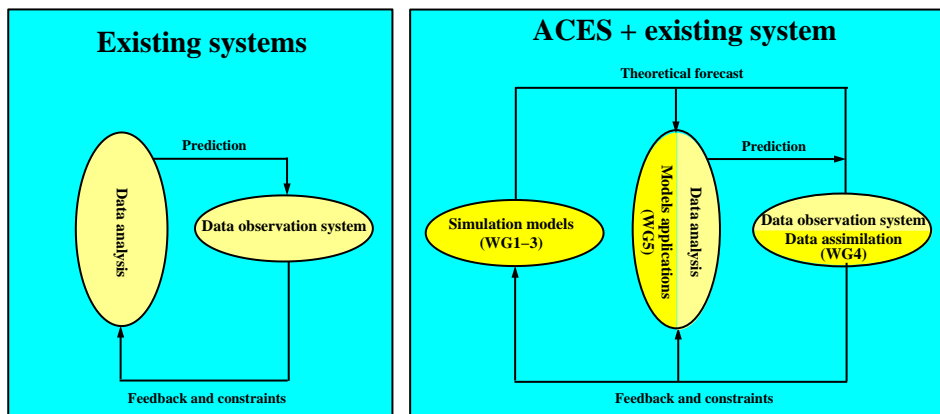 Existing systems
Prediction
Data analysis
Data observation system
Feedback and constraints
ACES + existing system
Theoretical forecast
Prediction
Simulation models
(WG1–3)
Models applications
(WG5)
Data analysis
Data observation system
Data assimilation
(WG4)
Feedback and constraints